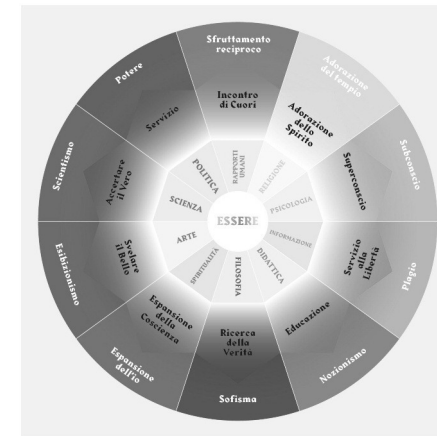 Sfruttamento
reciproco
Adorazione
del tempio
Subconscio
Plagio
Nozionismo
Sofisma
Espansione
dell'io
Esibizionismo
Scientismo
Potere
Incontro
di Cuori
Adorazione
dello
Spirito
Superconscio
Servizio
alla
Libertà
Educazione
Ricerca
della
Verità
Espansione
della
Coscienza
Svelare
il Bello
Accertare
il Vero
Servizio
RAPPORTI
UMANI
RELIGIONE
PSICOLOGIA
INFORMAZIONE
DIDATTICA
FILOSOFIA
SPIRITUALITÀ
ARTE
SCIENZA
POLITICA
ESSERE